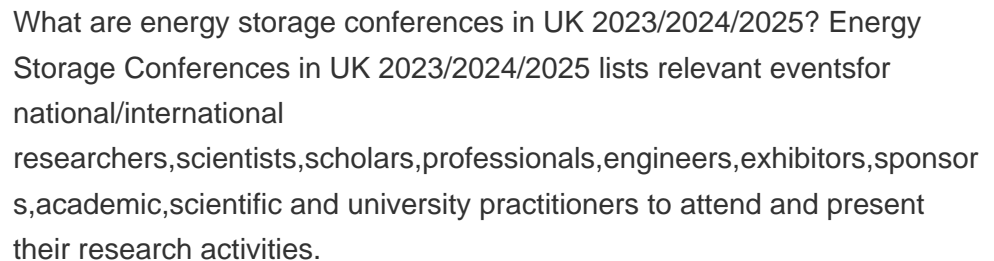 What are energy storage conferences in UK 2023/2024/2025? Energy
Storage Conferences in UK 2023/2024/2025 lists relevant eventsfor
national/international
researchers,scientists,scholars,professionals,engineers,exhibitors,sponsor
s,academic,scientific and university practitioners to attend and present
their research activities.